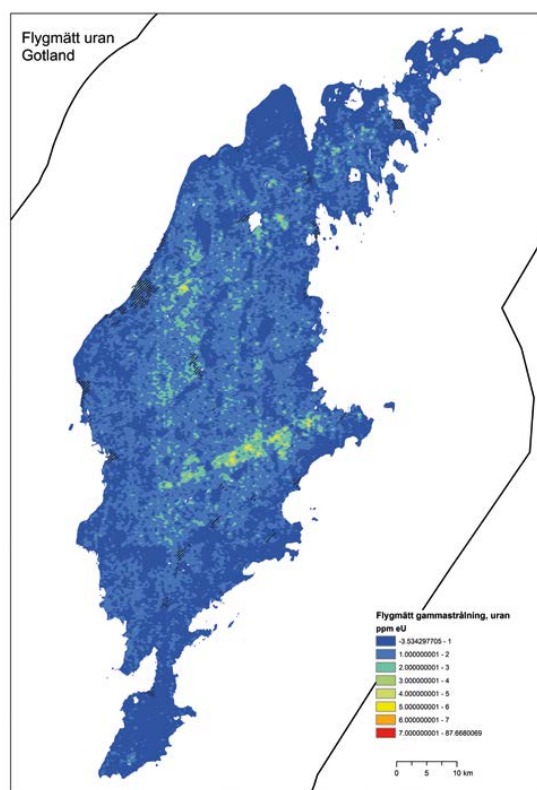 Flygmätt uran
Gotland
Flygmätt gammastrålning, uran
ppm eU
-3.534297705 - 1
1.000000001 - 2
2.000000001 - 3
3.000000001 - 4
4.000000001 - 5
5.000000001 - 6
6.000000001 - 7
7.000000001 - 87.6680069
0 5 10 km